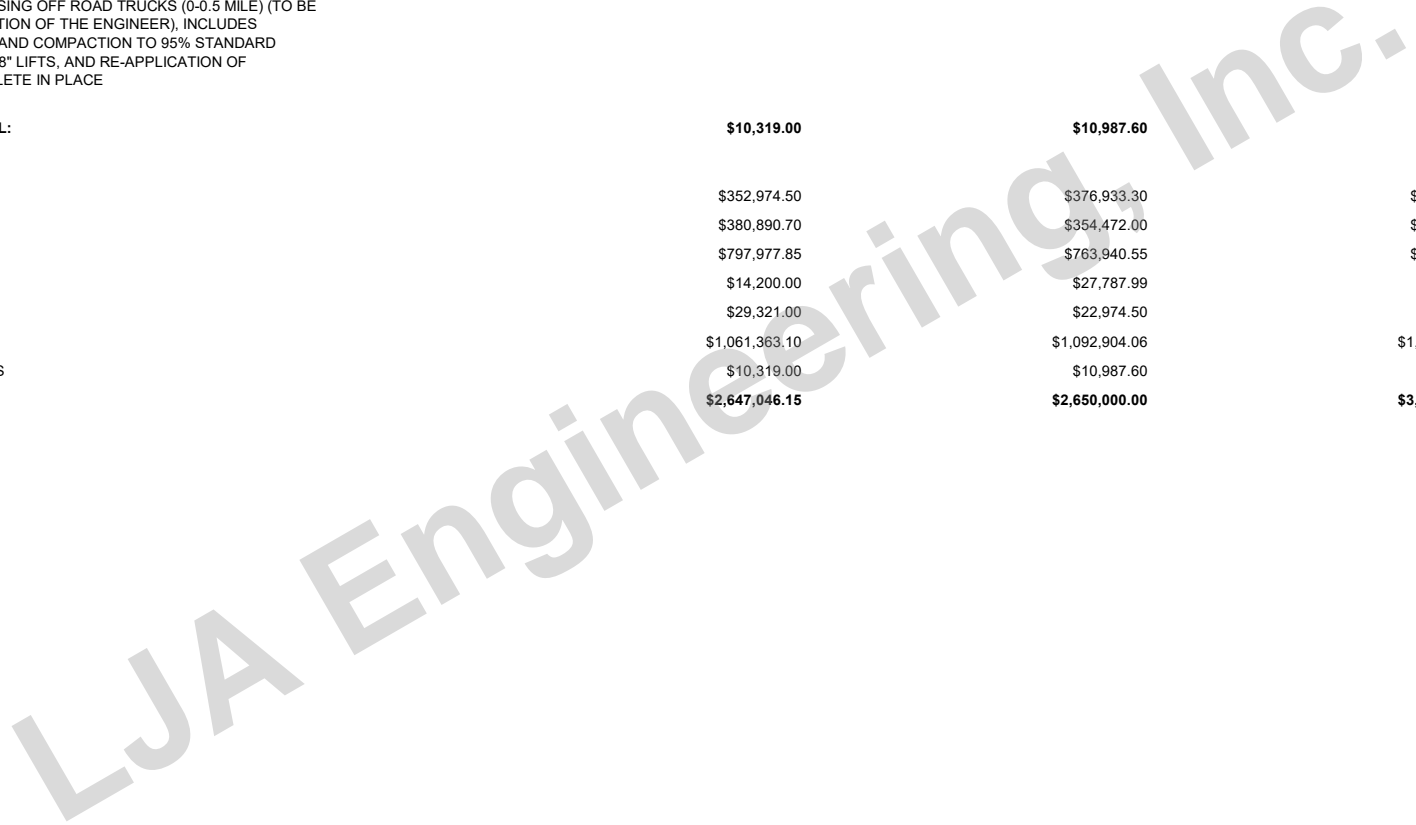 SING OFF ROAD TRUCKS (0-0.5 MILE) (TO BE
TION OF THE ENGINEER), INCLUDES
AND COMPACTION TO 95% STANDARD
8" LIFTS, AND RE-APPLICATION OF
LETE IN PLACE
L: $10,319.00 $10,987.60
$352,974.50 $376,933.30 $
$380,890.70 $354,472.00 $
$797,977.85 $763,940.55 $
$14,200.00 $27,787.99
$29,321.00 $22,974.50
$1,061,363.10 $1,092,904.06 $1,
S $10,319.00 $10,987.60
$2,647,046.15 $2,650,000.00 $3,
LJA Engineering, Inc.